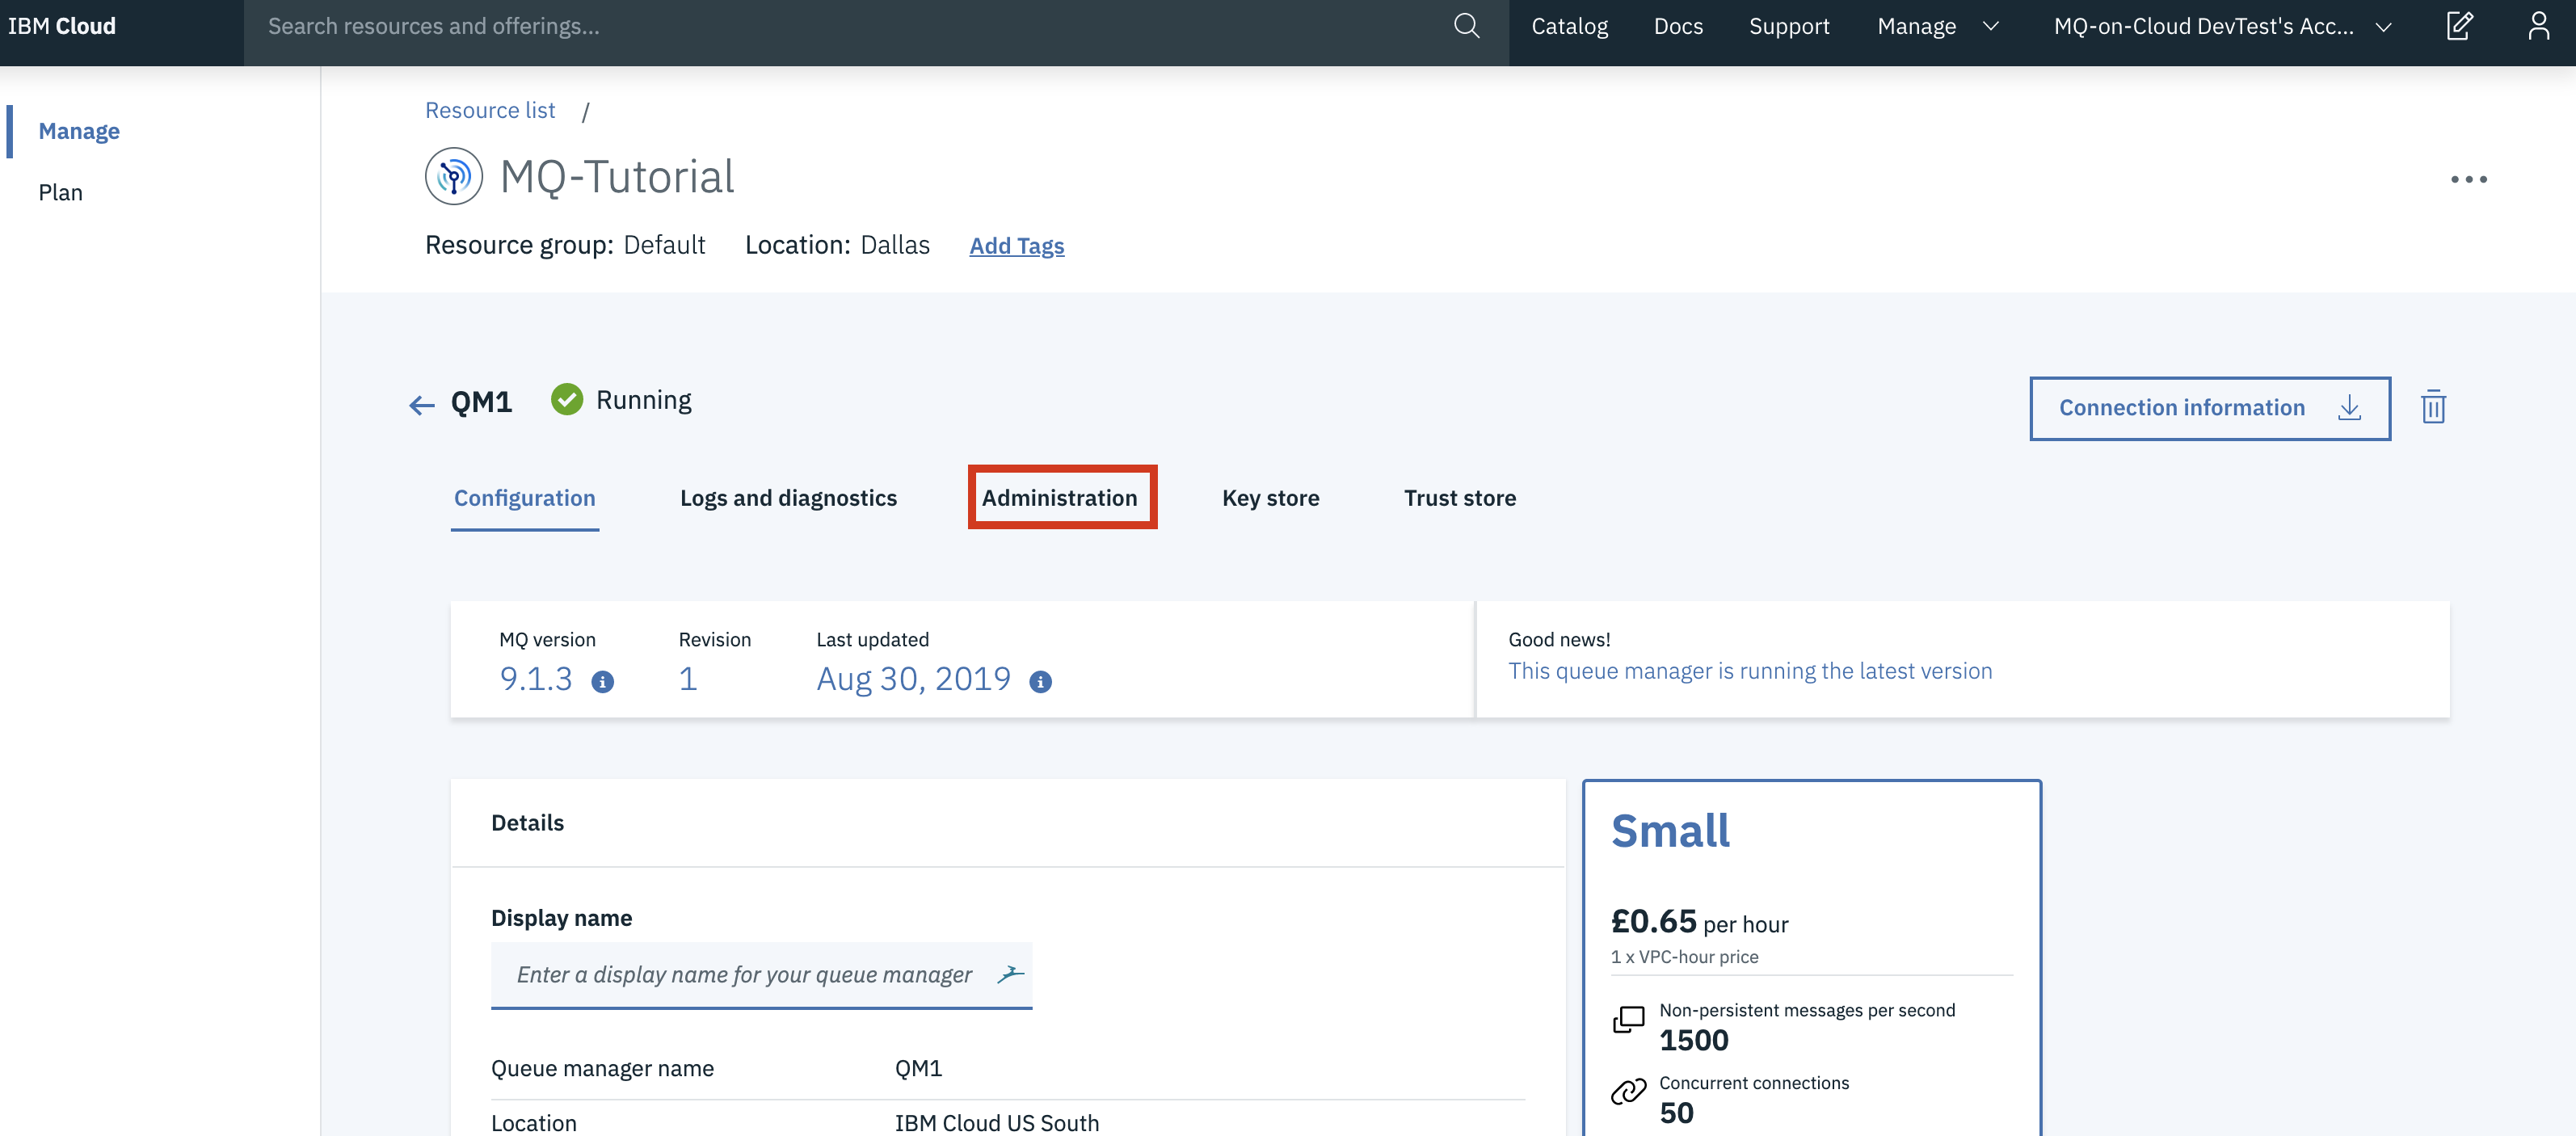 IBM Cloud
Search resources and offerings...
Catalog
Docs
Support
Manage
MQ-on-Cloud DevTest's Acc...
Manage
Plan
Resource list /
MQ-Tutorial
Resource group: Default
Location: Dallas
Add Tags
QM1
Running
Connection information
Configuration
Logs and diagnostics
Administration
Key store
Trust store
MQ version
9.1.3
Revision
1
Last updated
Aug 30, 2019
Good news!
This queue manager is running the latest version
Details
Display name
Enter a display name for your queue manager
Queue manager name
QM1
Location
IBM Cloud US South
Small
£0.65 per hour
1 x VPC-hour price
Non-persistent messages per second
1500
Concurrent connections
50